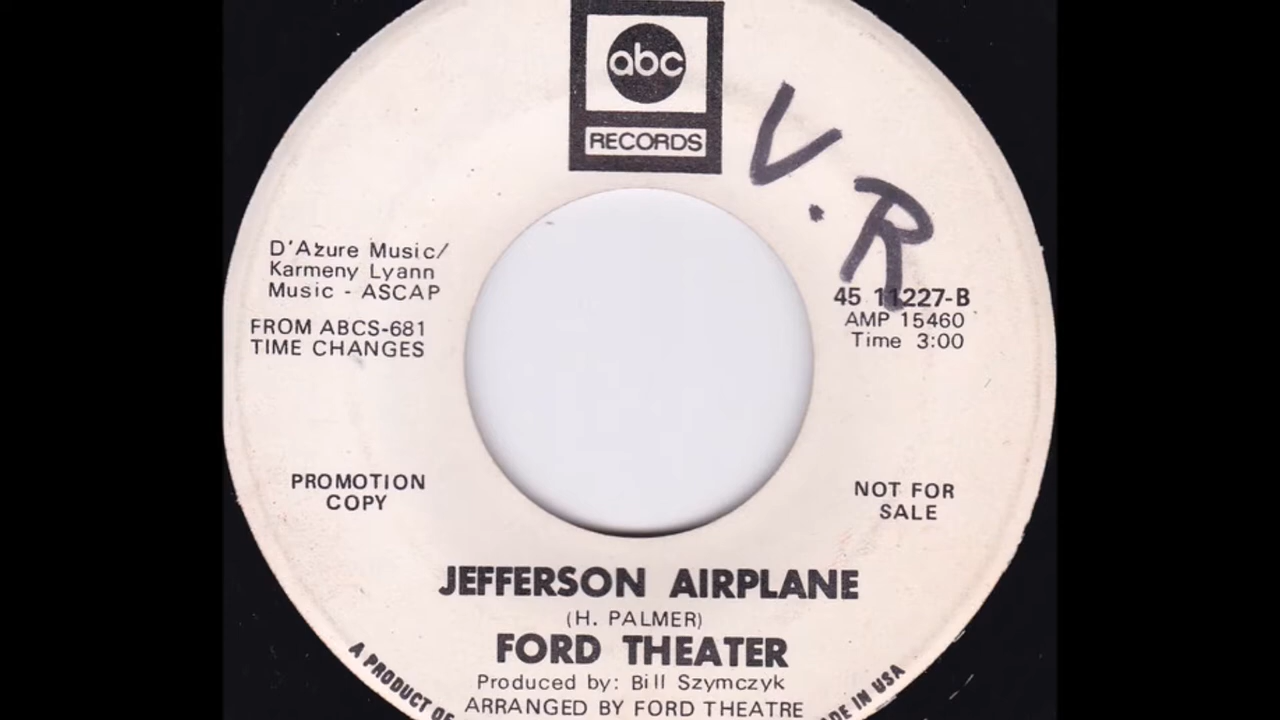 abc
RECORDS
V.R
D'Azure Music/
Karmeny Lyann
Music - ASCAP
FROM ABCS-681
TIME CHANGES
45 11227-B
AMP 15460
Time 3:00
PROMOTION
COPY
NOT FOR
SALE
JEFFERSON AIRPLANE
(H. PALMER)
FORD THEATER
Produced by: Bill Szymczyk
ARRANGED BY FORD THEATRE
A PRODUCT OF
IN USA